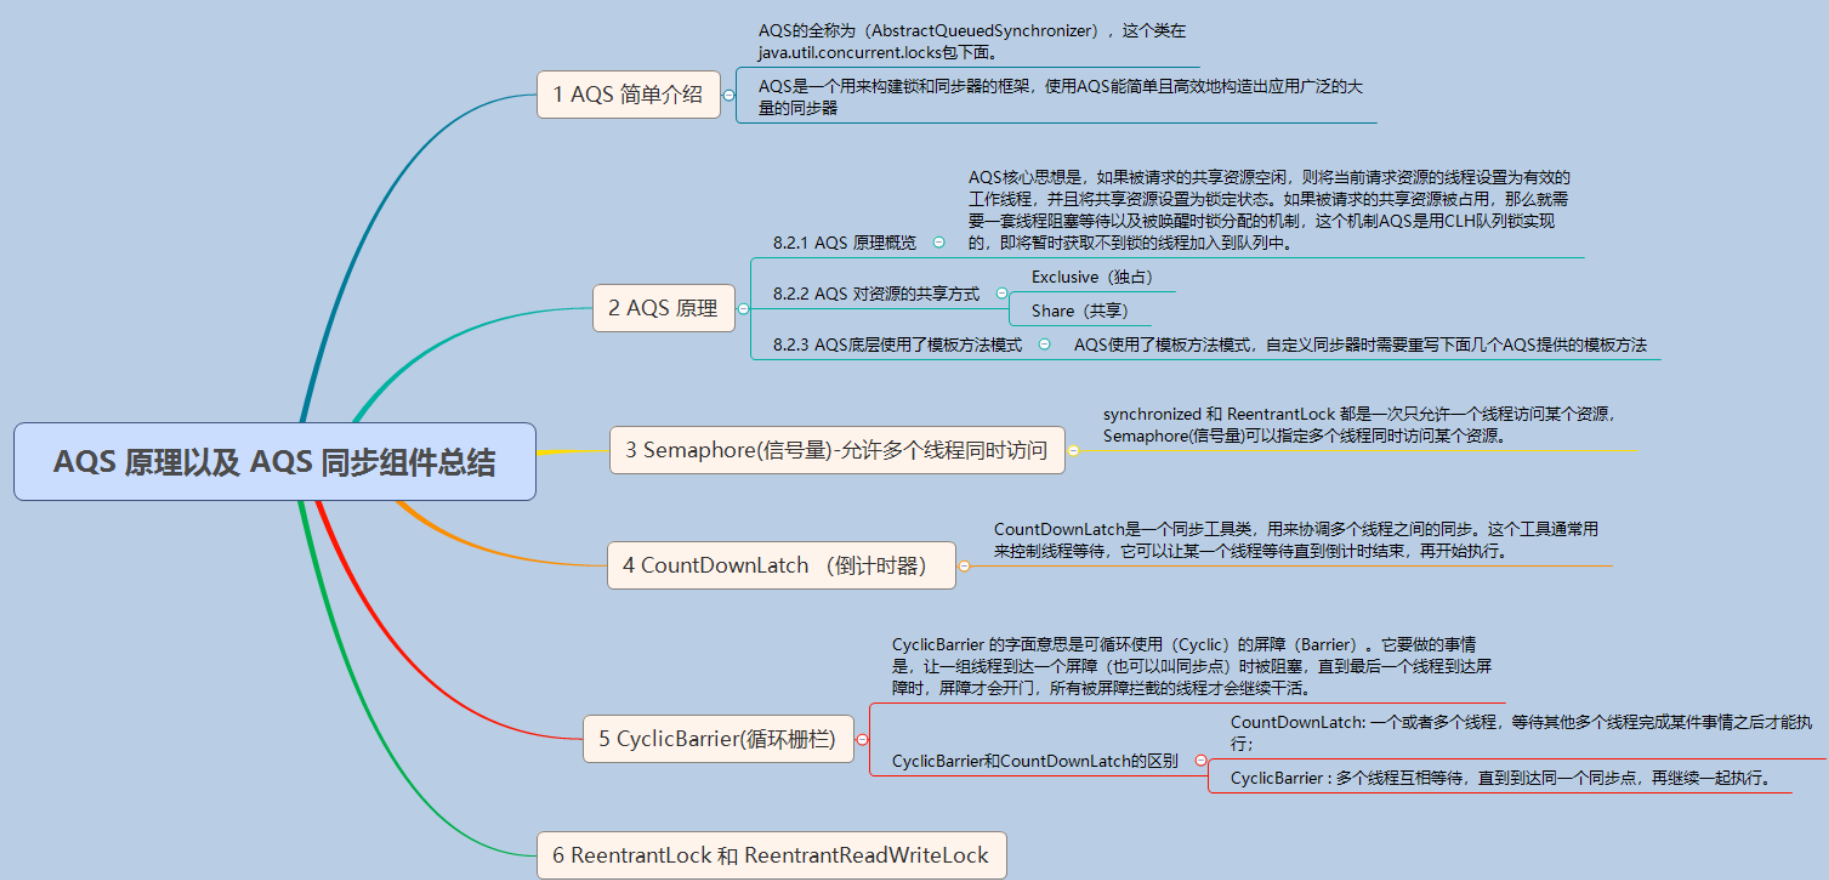 AQS 原理以及 AQS 同步组件总结
1 AQS 简单介绍
AQS的全称为（AbstractQueuedSynchronizer），这个类在
java.util.concurrent.locks包下面。
AQS是一个用来构建锁和同步器的框架，使用AQS能简单且高效地构造出应用广泛的大
量的同步器
2 AQS 原理
8.2.1 AQS 原理概览
AQS核心思想是，如果被请求的共享资源空闲，则将当前请求资源的线程设置为有效的
工作线程，并且将共享资源设置为锁定状态。如果被请求的共享资源被占用，那么就需
要一套线程阻塞等待以及被唤醒时锁分配的机制，这个机制AQS是用CLH队列锁实现
的，即将暂时获取不到锁的线程加入到队列中。
8.2.2 AQS 对资源的共享方式
Exclusive（独占）
Share（共享）
8.2.3 AQS底层使用了模板方法模式
AQS使用了模板方法模式，自定义同步器时需要重写下面几个AQS提供的模板方法
3 Semaphore(信号量)-允许多个线程同时访问
synchronized 和 ReentrantLock 都是一次只允许一个线程访问某个资源，
Semaphore(信号量)可以指定多个线程同时访问某个资源。
4 CountDownLatch （倒计时器）
CountDownLatch是一个同步工具类，用来协调多个线程之间的同步。这个工具通常用
来控制线程等待，它可以让某一个线程等待直到倒计时结束，再开始执行。
5 CyclicBarrier(循环栅栏)
CyclicBarrier 的字面意思是可循环使用（Cyclic）的屏障（Barrier）。它要做的事情
是，让一组线程到达一个屏障（也可以叫同步点）时被阻塞，直到最后一个线程到达屏
障时，屏障才会开门，所有被屏障拦截的线程才会继续干活。
CyclicBarrier和CountDownLatch的区别
CountDownLatch: 一个或者多个线程，等待其他多个线程完成某件事情之后才能执
行；
CyclicBarrier : 多个线程互相等待，直到到达同一个同步点，再继续一起执行。
6 ReentrantLock 和 ReentrantReadWriteLock